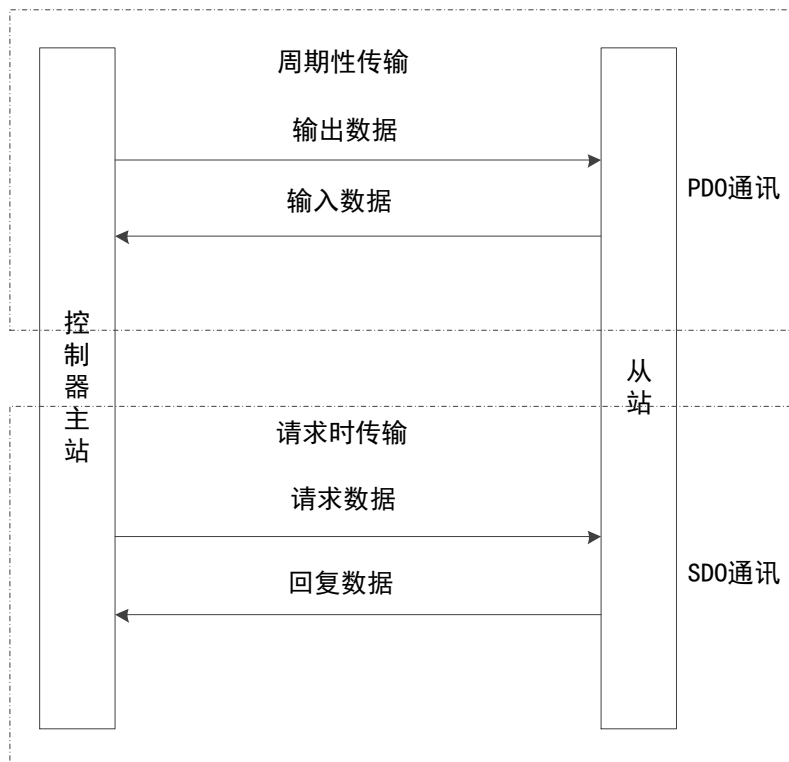 周期性传输
输出数据
输入数据
PDO通讯
控制器主站
从站
请求时传输
请求数据
回复数据
SDO通讯